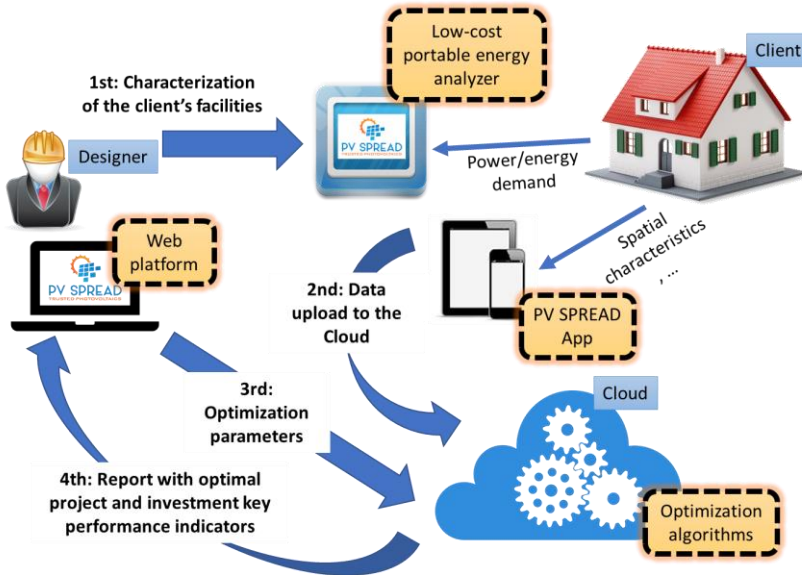 Low-cost
portable energy
analyzer
Client
1st: Characterization
of the client's facilities
Designer
PV SPREAD
Power/energy
demand
Spatial
characteristics
, ...
Web
platform
PV SPREAD
TRUSTED PHOTOVOLTAICS
2nd: Data
upload to the
Cloud
PV SPREAD
App
3rd:
Optimization
parameters
Cloud
4th: Report with optimal
project and investment key
performance indicators
Optimization
algorithms